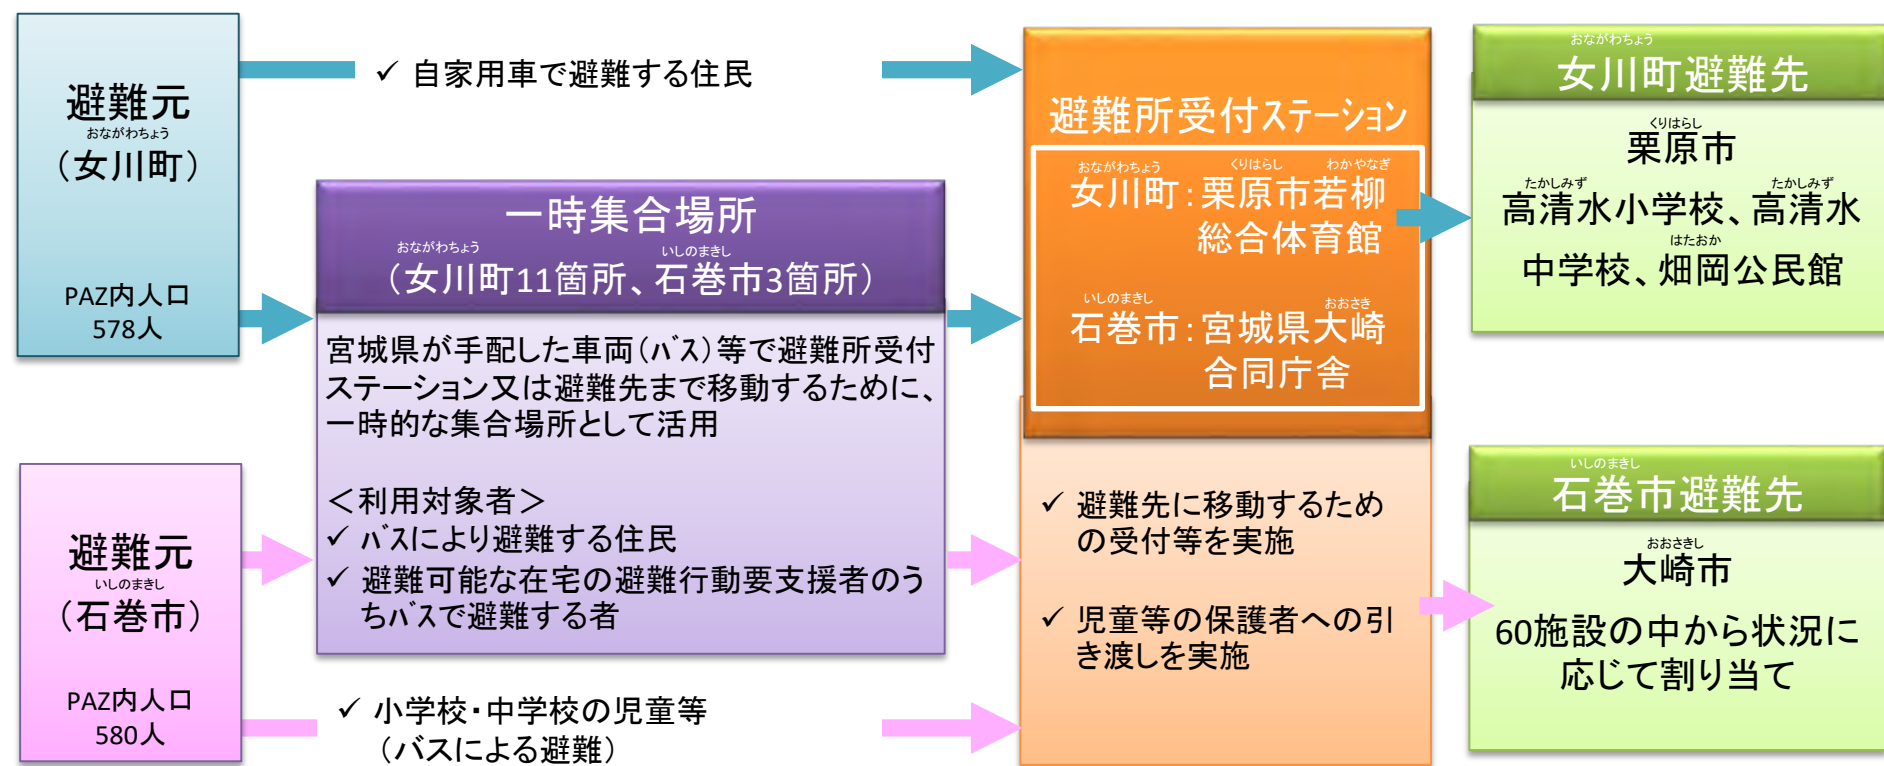 避難元
おながわちょう
（女川町）
PAZ内人口
578人
✓ 自家用車で避難する住民
一時集合場所
おながわちょう いしのまきし
（女川町11箇所、石巻市3箇所）
宮城県が手配した車両（バス）等で避難所受付
ステーション又は避難先まで移動するために、
一時的な集合場所として活用
＜利用対象者＞
✓ バスにより避難する住民
✓ 避難可能な在宅の避難行動要支援者のう
ちバスで避難する者
避難元
いしのまきし
（石巻市）
PAZ内人口
580人
✓ 小学校・中学校の児童等
（バスによる避難）
避難所受付ステーション
おながわちょう くりはらし わかやなぎ
女川町：栗原市若柳
総合体育館
いしのまきし おおさき
石巻市：宮城県大崎
合同庁舎
✓ 避難先に移動するため
の受付等を実施
✓ 児童等の保護者への引
き渡しを実施
おながわちょう
女川町避難先
くりはらし
栗原市
たかしみず たかしみず
高清水小学校、高清水
はたおか
中学校、畑岡公民館
いしのまきし
石巻市避難先
おおさきし
大崎市
60施設の中から状況に
応じて割り当て